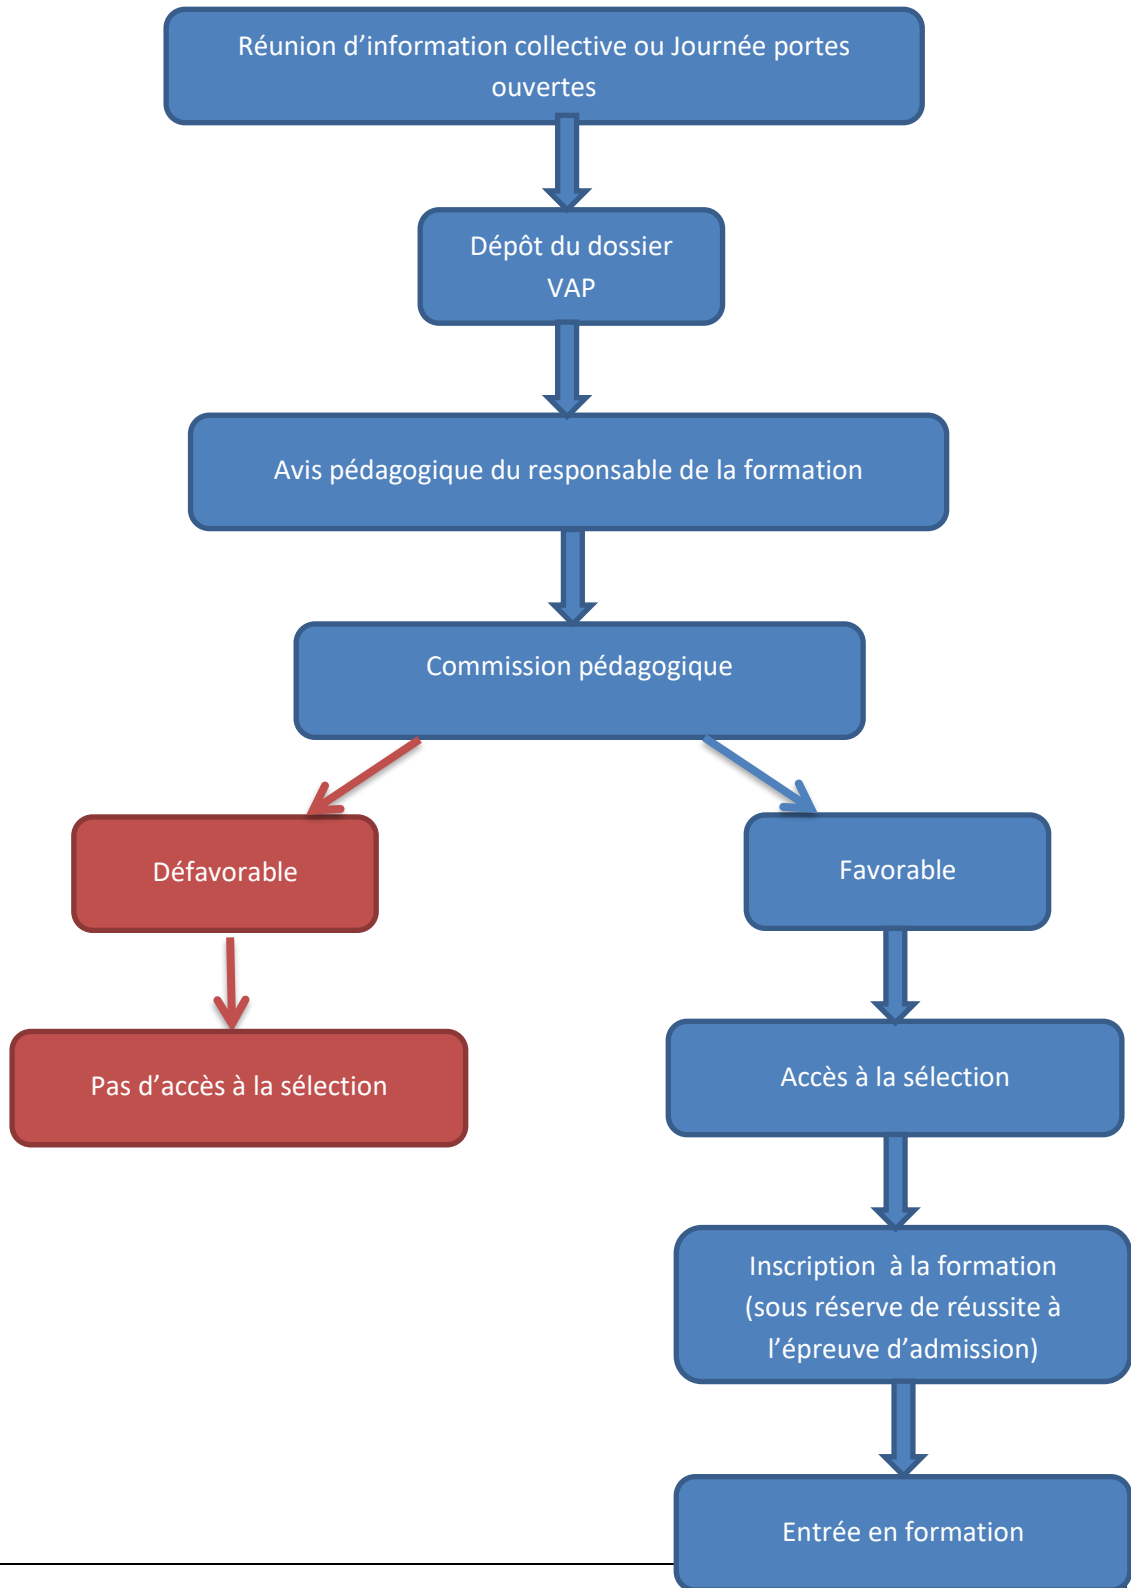 Réunion d’information collective ou Journée portes
ouvertes
Dépôt du dossier
VAP
Avis pédagogique du responsable de la formation
Commission pédagogique
Défavorable
Favorable
Pas d’accès à la sélection
Accès à la sélection
Inscription à la formation
(sous réserve de réussite à
l’épreuve d’admission)
Entrée en formation